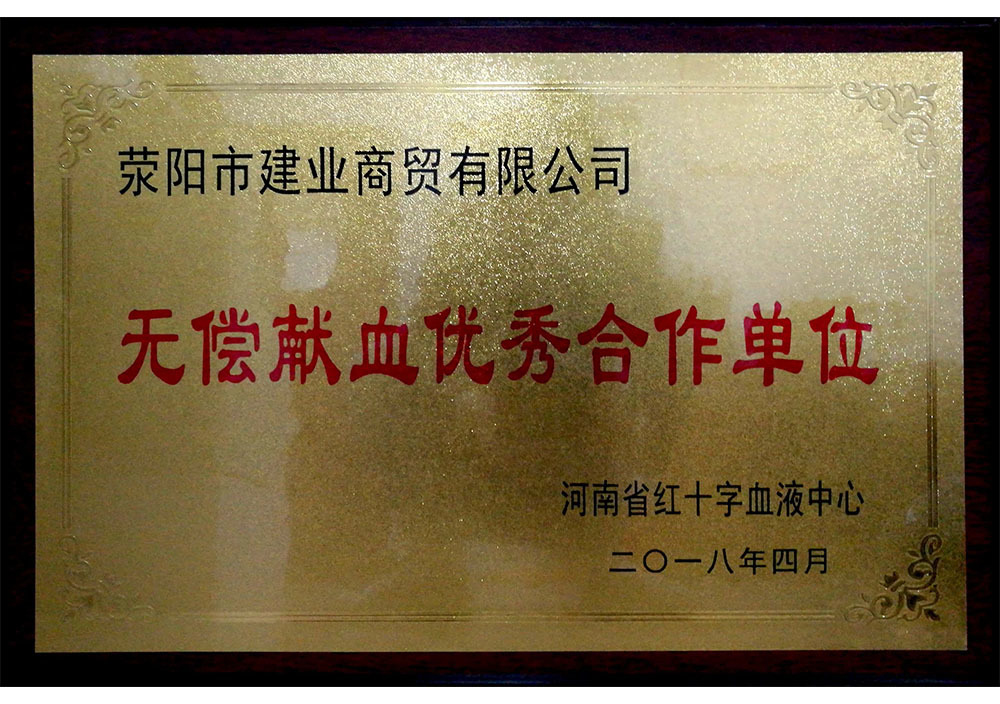 荥阳市建业商贸有限公司
无偿献血优秀合作单位
河南省红十字血液中心
二〇一八年四月